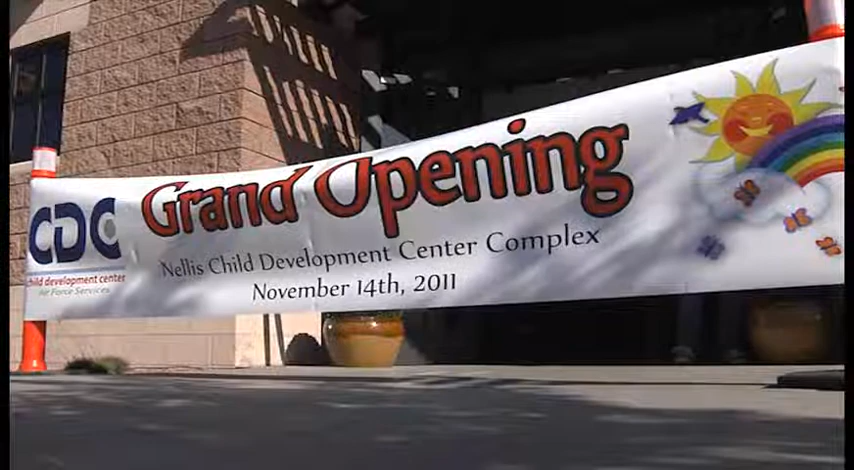 CDC
child development center
Air Force Services
Grand Opening
Nellis Child Development Center Complex
November 14th, 2011